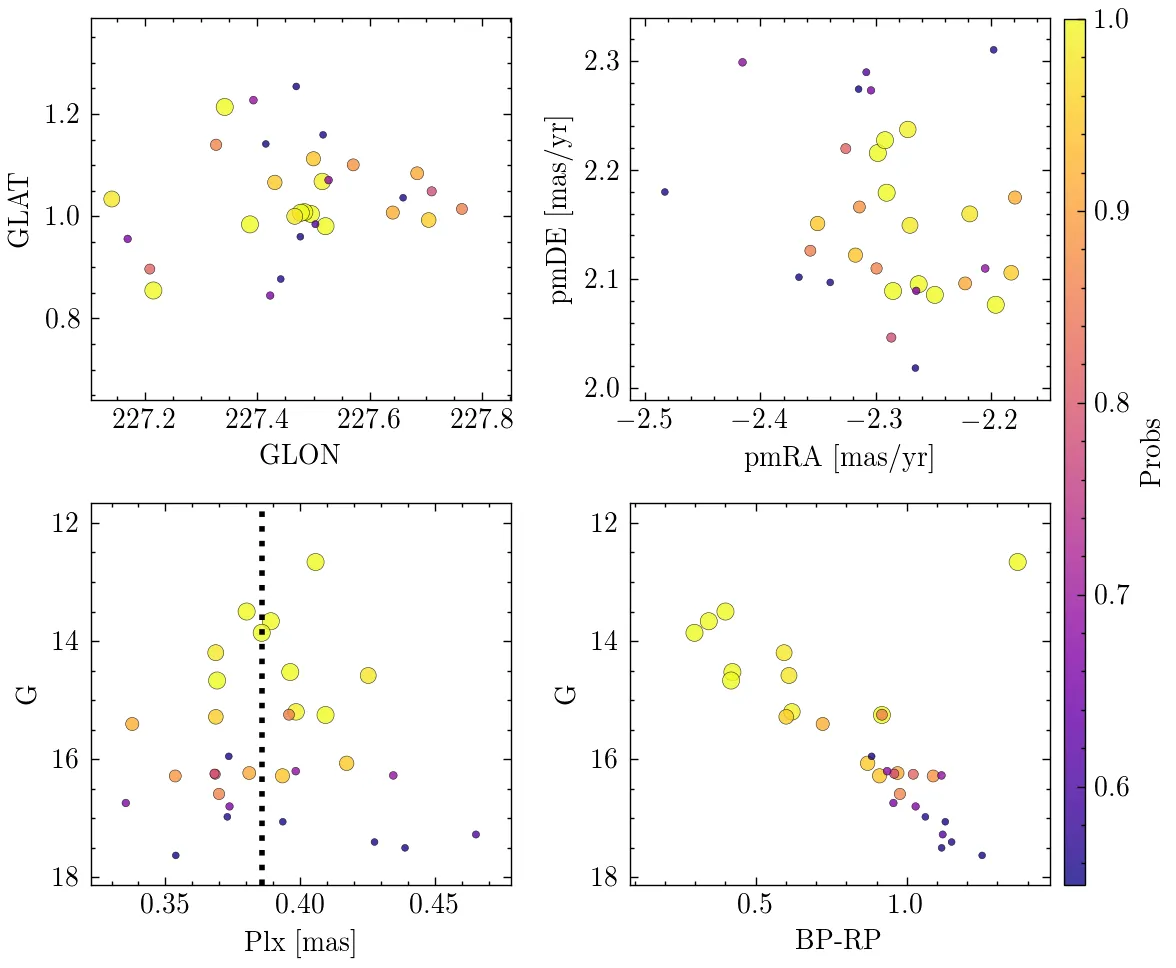 GLAT
1.2
1.0
0.8
227.2 227.4 227.6 227.8
GLON
pmDE [mas/yr]
2.3
2.2
2.1
2.0
−2.5 −2.4 −2.3 −2.2
pmRA [mas/yr]
G
12
14
16
18
0.35 0.40 0.45
Plx [mas]
G
12
14
16
18
0.5 1.0
BP-RP
1.0
0.9
0.8
0.7
0.6
Probs